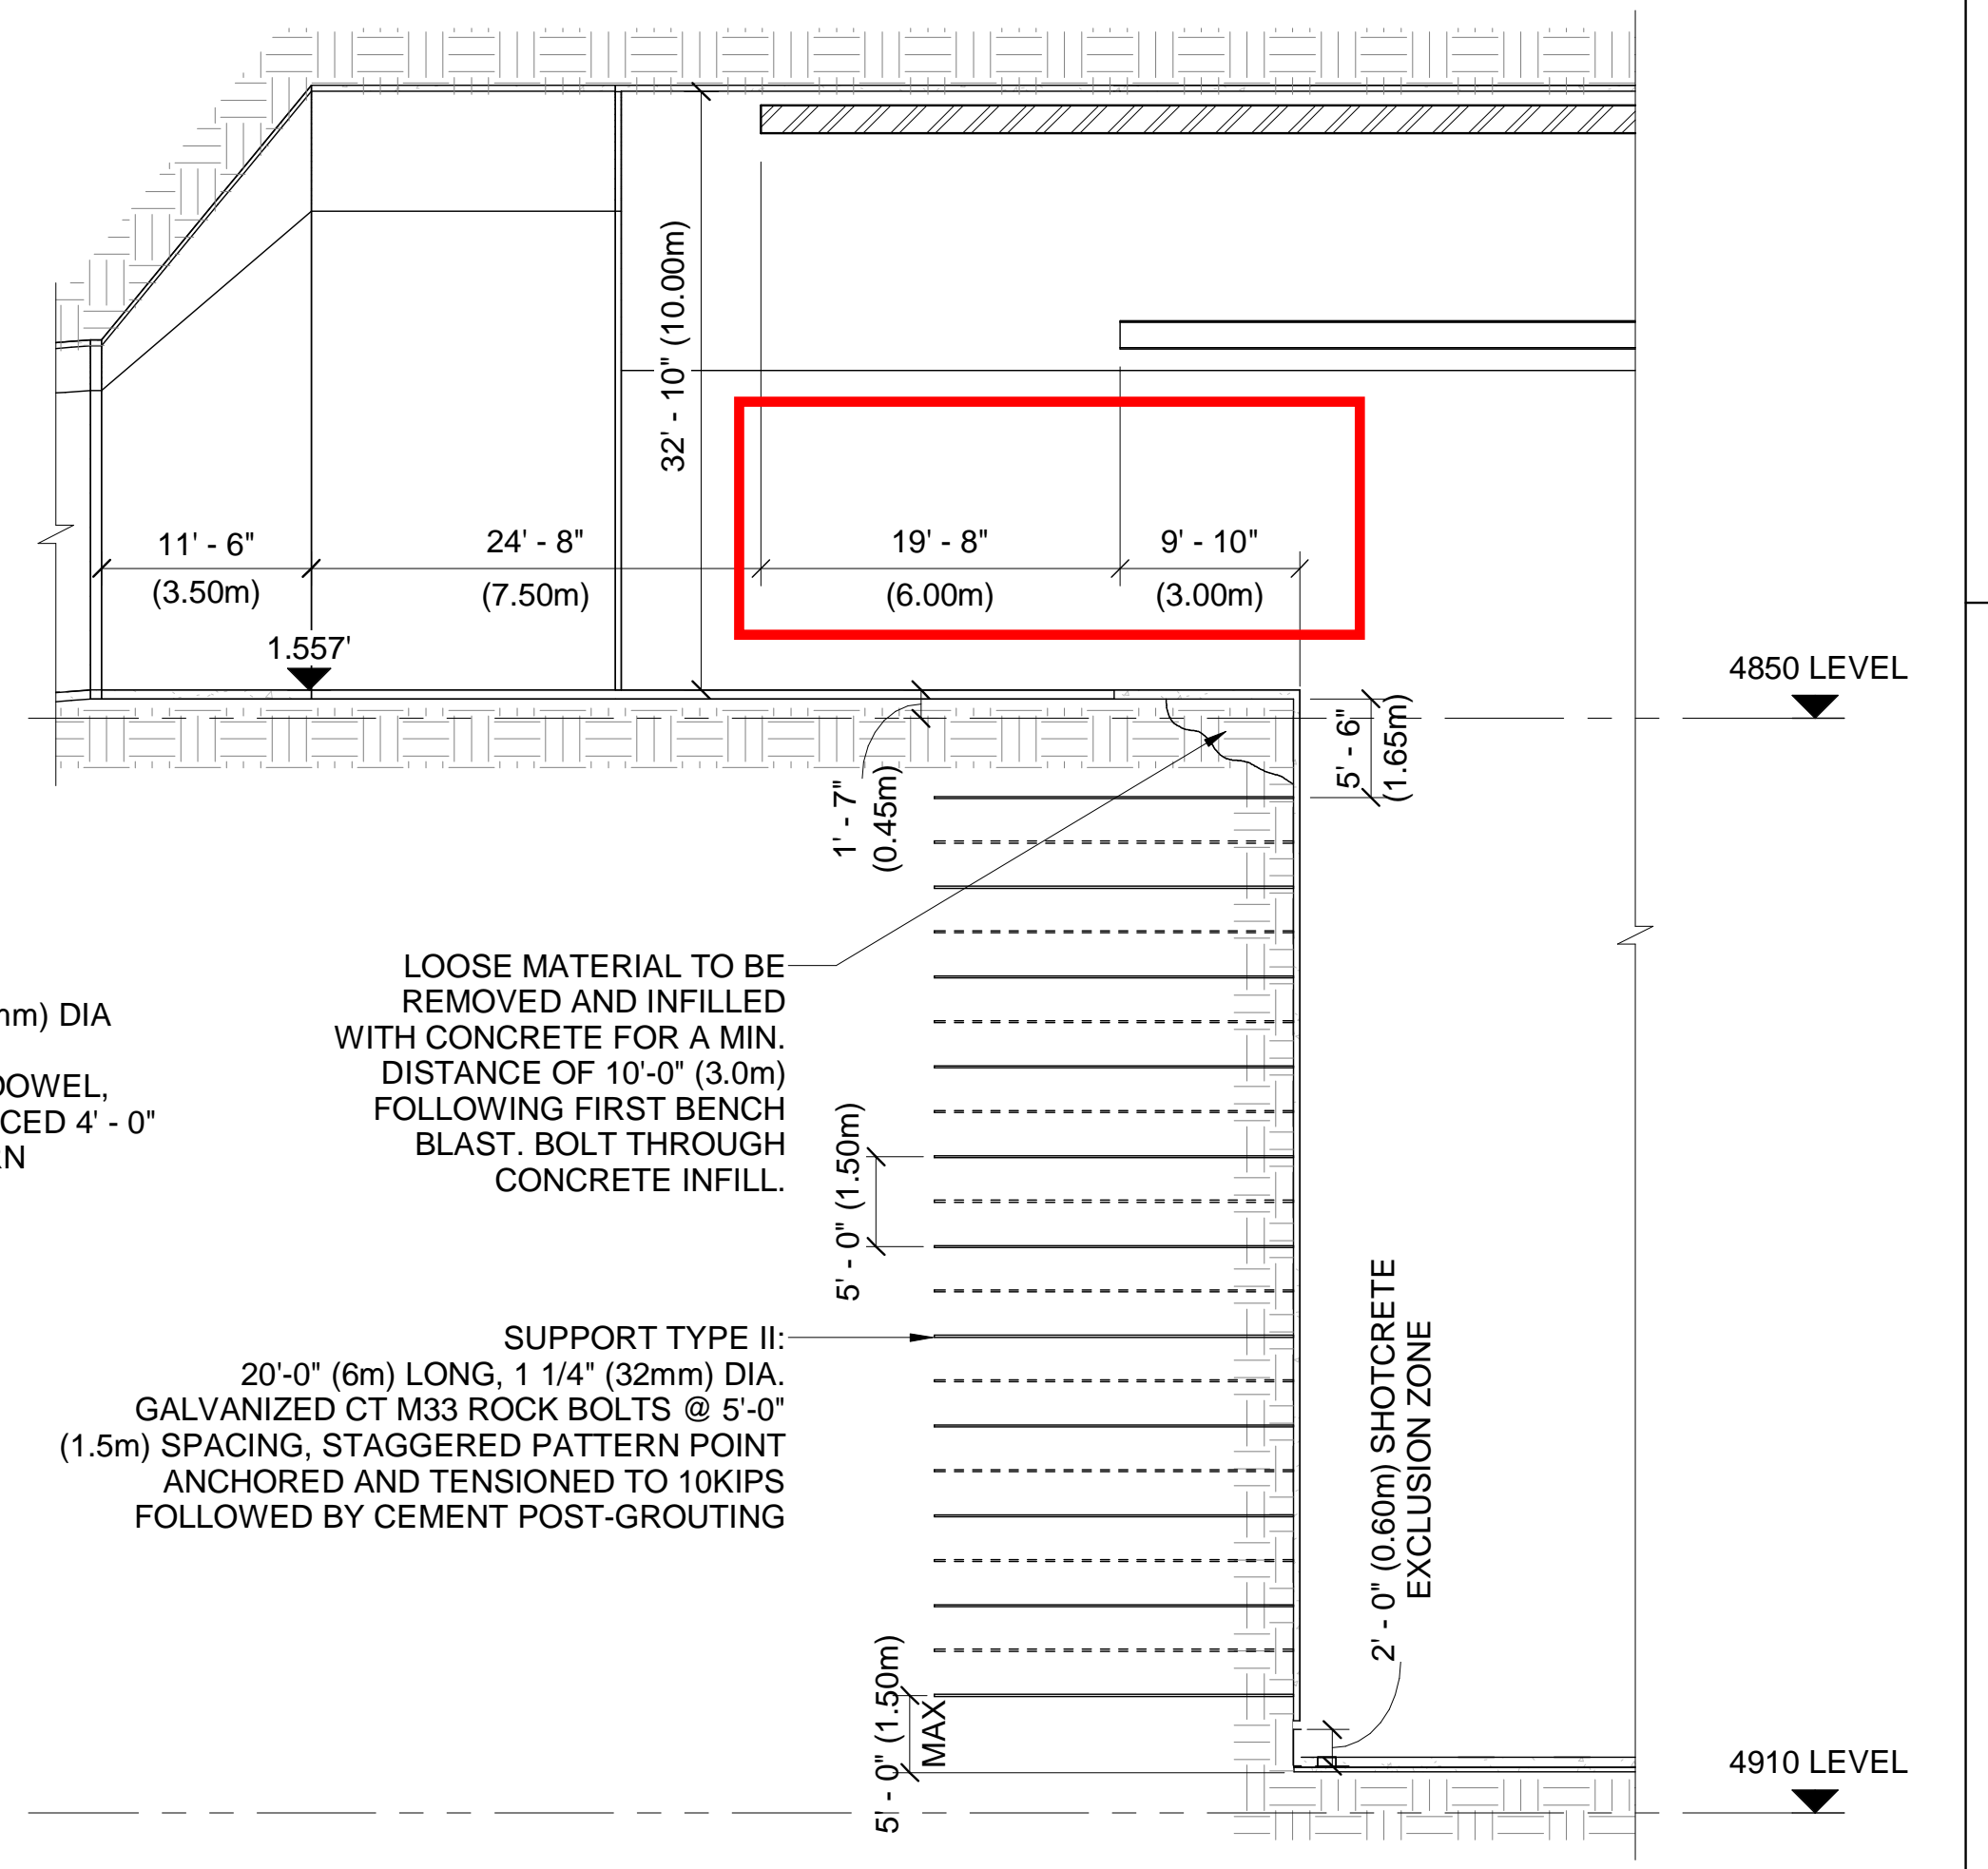 32' - 10" (10.00m)
11' - 6"
(3.50m)
24' - 8"
(7.50m)
19' - 8"
(6.00m)
9' - 10"
(3.00m)
1.557'
4850 LEVEL
5' - 6"
(1.65m)
1' - 7"
(0.45m)
LOOSE MATERIAL TO BE
REMOVED AND INFILLED
WITH CONCRETE FOR A MIN.
DISTANCE OF 10'-0" (3.0m)
FOLLOWING FIRST BENCH
BLAST. BOLT THROUGH
CONCRETE INFILL.
mm) DIA
DOWEL,
CED 4' - 0"
RN
5' - 0" (1.50m)
SUPPORT TYPE II:
20'-0" (6m) LONG, 1 1/4" (32mm) DIA.
GALVANIZED CT M33 ROCK BOLTS @ 5'-0"
(1.5m) SPACING, STAGGERED PATTERN POINT
ANCHORED AND TENSIONED TO 10KIPS
FOLLOWED BY CEMENT POST-GROUTING
2' - 0" (0.60m) SHOTCRETE
EXCLUSION ZONE
5' - 0" (1.50m)
MAX
4910 LEVEL